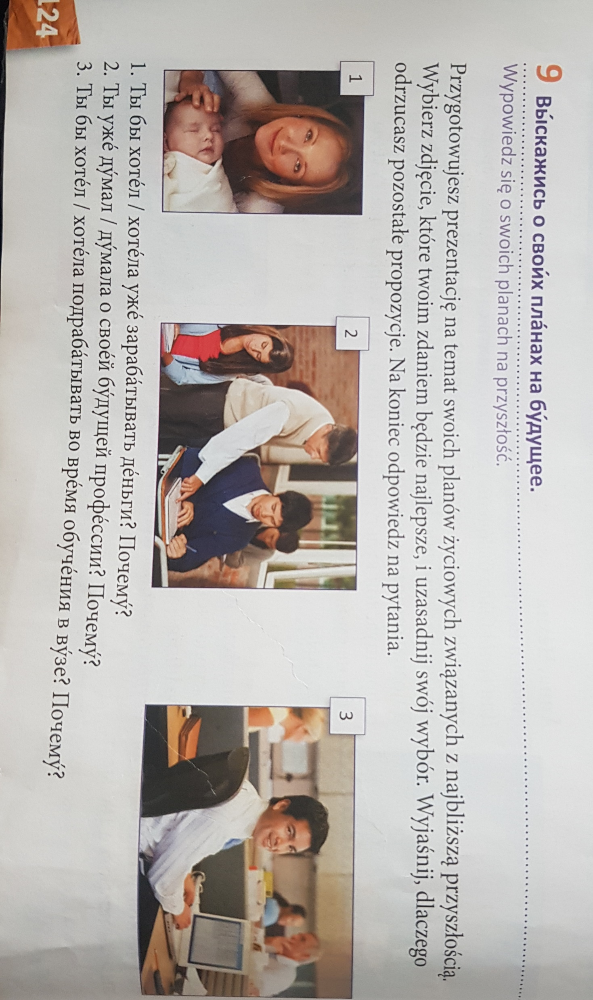 9 Вы́скажись о свои́х пла́нах на бу́дущее.
Wypowiedz się o swoich planach na przyszłość.
Przygotowujesz prezentację na temat swoich planów życiowych związanych z najbliższą przyszłością.
Wybierz zdjęcie, które twoim zdaniem będzie najlepsze, i uzasadnij swój wybór. Wyjaśnij, dlaczego
odrzucasz pozostałe propozycje. Na koniec odpowiedz na pytania.
1
2
3
1. Ты бы хоте́л / хоте́ла уже́ зараба́тывать де́ньги? Почему́?
2. Ты уже́ ду́мал / ду́мала о свое́й бу́дущей профе́ссии? Почему́?
3. Ты бы хоте́л / хоте́ла подраба́тывать во вре́мя обуче́ния в ву́зе? Почему́?
124